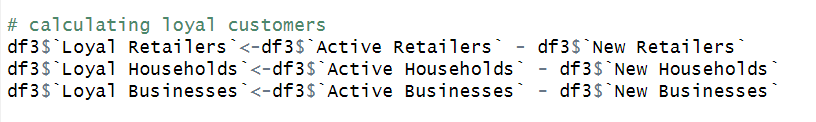 # calculating loyal customers
df3$`Loyal Retailers`<-df3$`Active Retailers` - df3$`New Retailers`
df3$`Loyal Households`<-df3$`Active Households` - df3$`New Households`
df3$`Loyal Businesses`<-df3$`Active Businesses` - df3$`New Businesses`